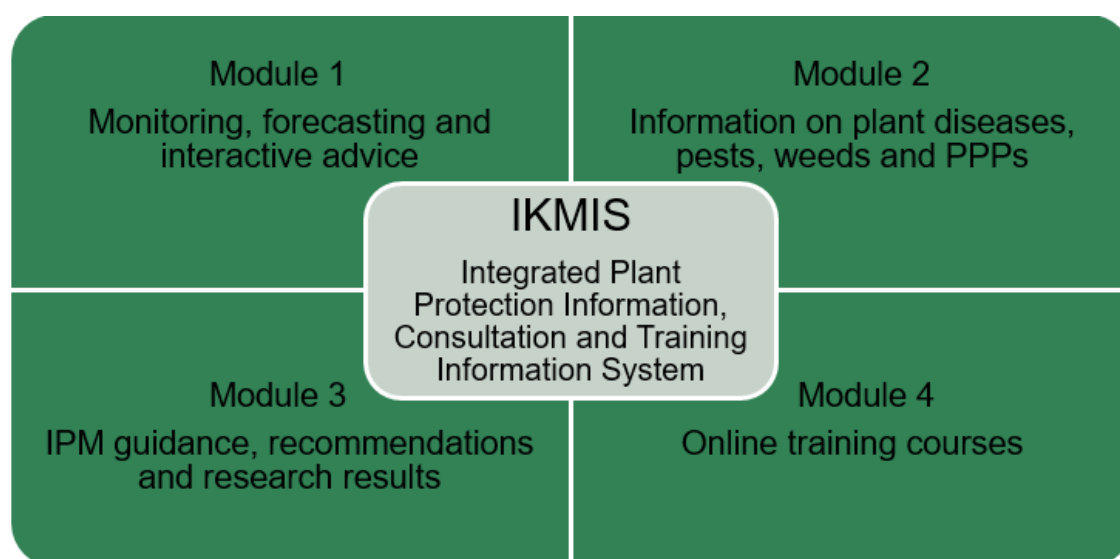 Module 1
Monitoring, forecasting and
interactive advice
Module 2
Information on plant diseases,
pests, weeds and PPPs
IKMIS
Integrated Plant
Protection Information,
Consultation and Training
Information System
Module 3
IPM guidance, recommendations
and research results
Module 4
Online training courses